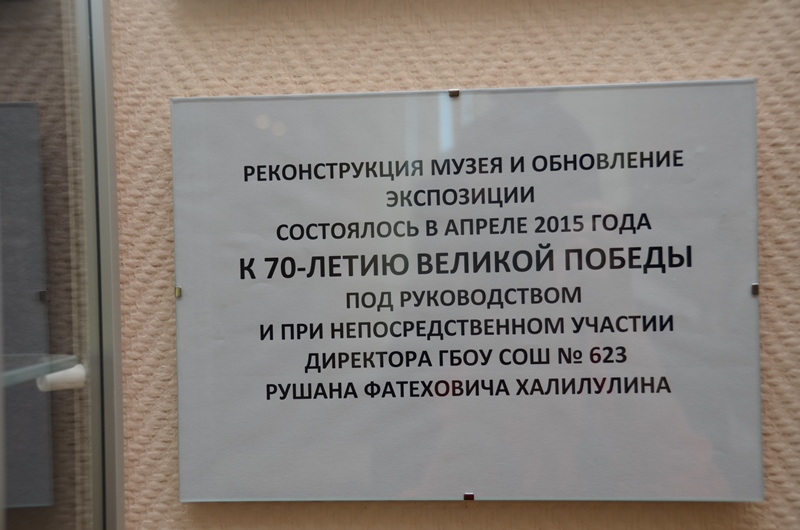 РЕКОНСТРУКЦИЯ МУЗЕЯ И ОБНОВЛЕНИЕ
ЭКСПОЗИЦИИ
СОСТОЯЛОСЬ В АПРЕЛЕ 2015 ГОДА
К 70-ЛЕТИЮ ВЕЛИКОЙ ПОБЕДЫ
ПОД РУКОВОДСТВОМ
И ПРИ НЕПОСРЕДСТВЕННОМ УЧАСТИИ
ДИРЕКТОРА ГБОУ СОШ № 623
РУШАНА ФАТЕХОВИЧА ХАЛИЛУЛИНА